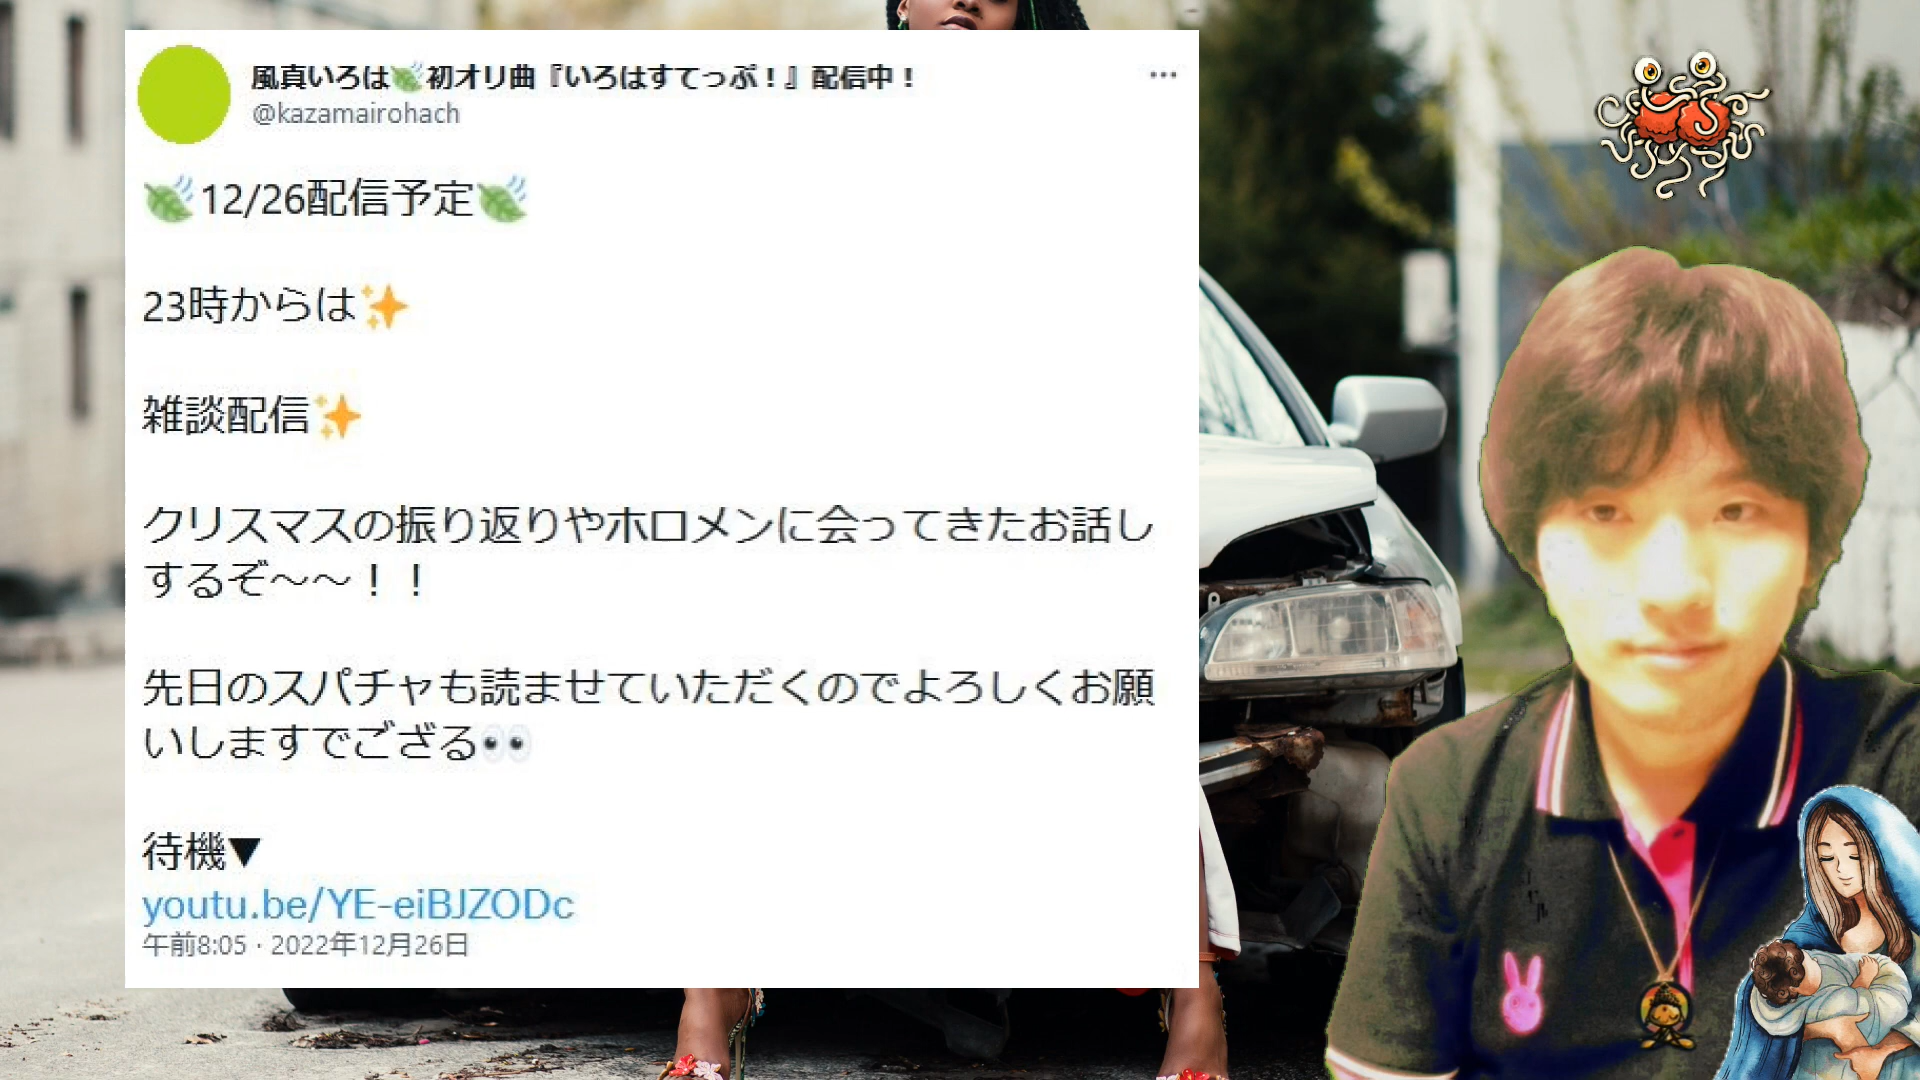 風真いろは🍃初オリ曲『いろはすてっぷ！』配信中！
@kazamairohach
🍃12/26配信予定🍃
23時からは✨
雑談配信✨
クリスマスの振り返りやホロメンに会ってきたお話し
するぞ～～！！
先日のスパチャも読ませていただくのでよろしくお願
いしますでござる👀
待機▼
youtu.be/YE-eiBJZODc
午前8:05 · 2022年12月26日